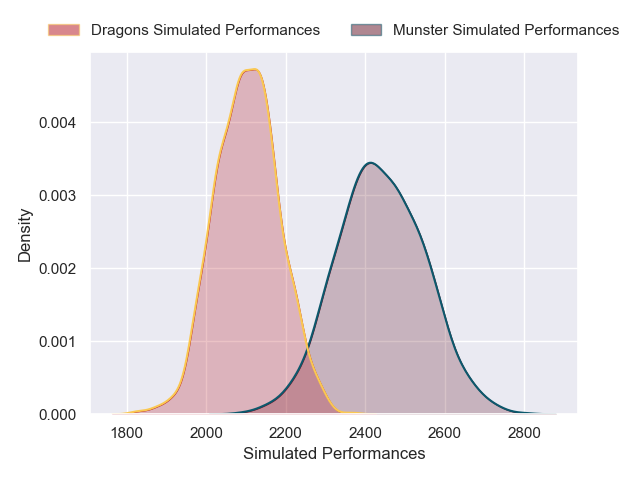 Dragons Simulated Performances Munster Simulated Performances
0.004
0.003
0.002
0.001
0.000
Density
1800 2000 2200 2400 2600 2800
Simulated Performances